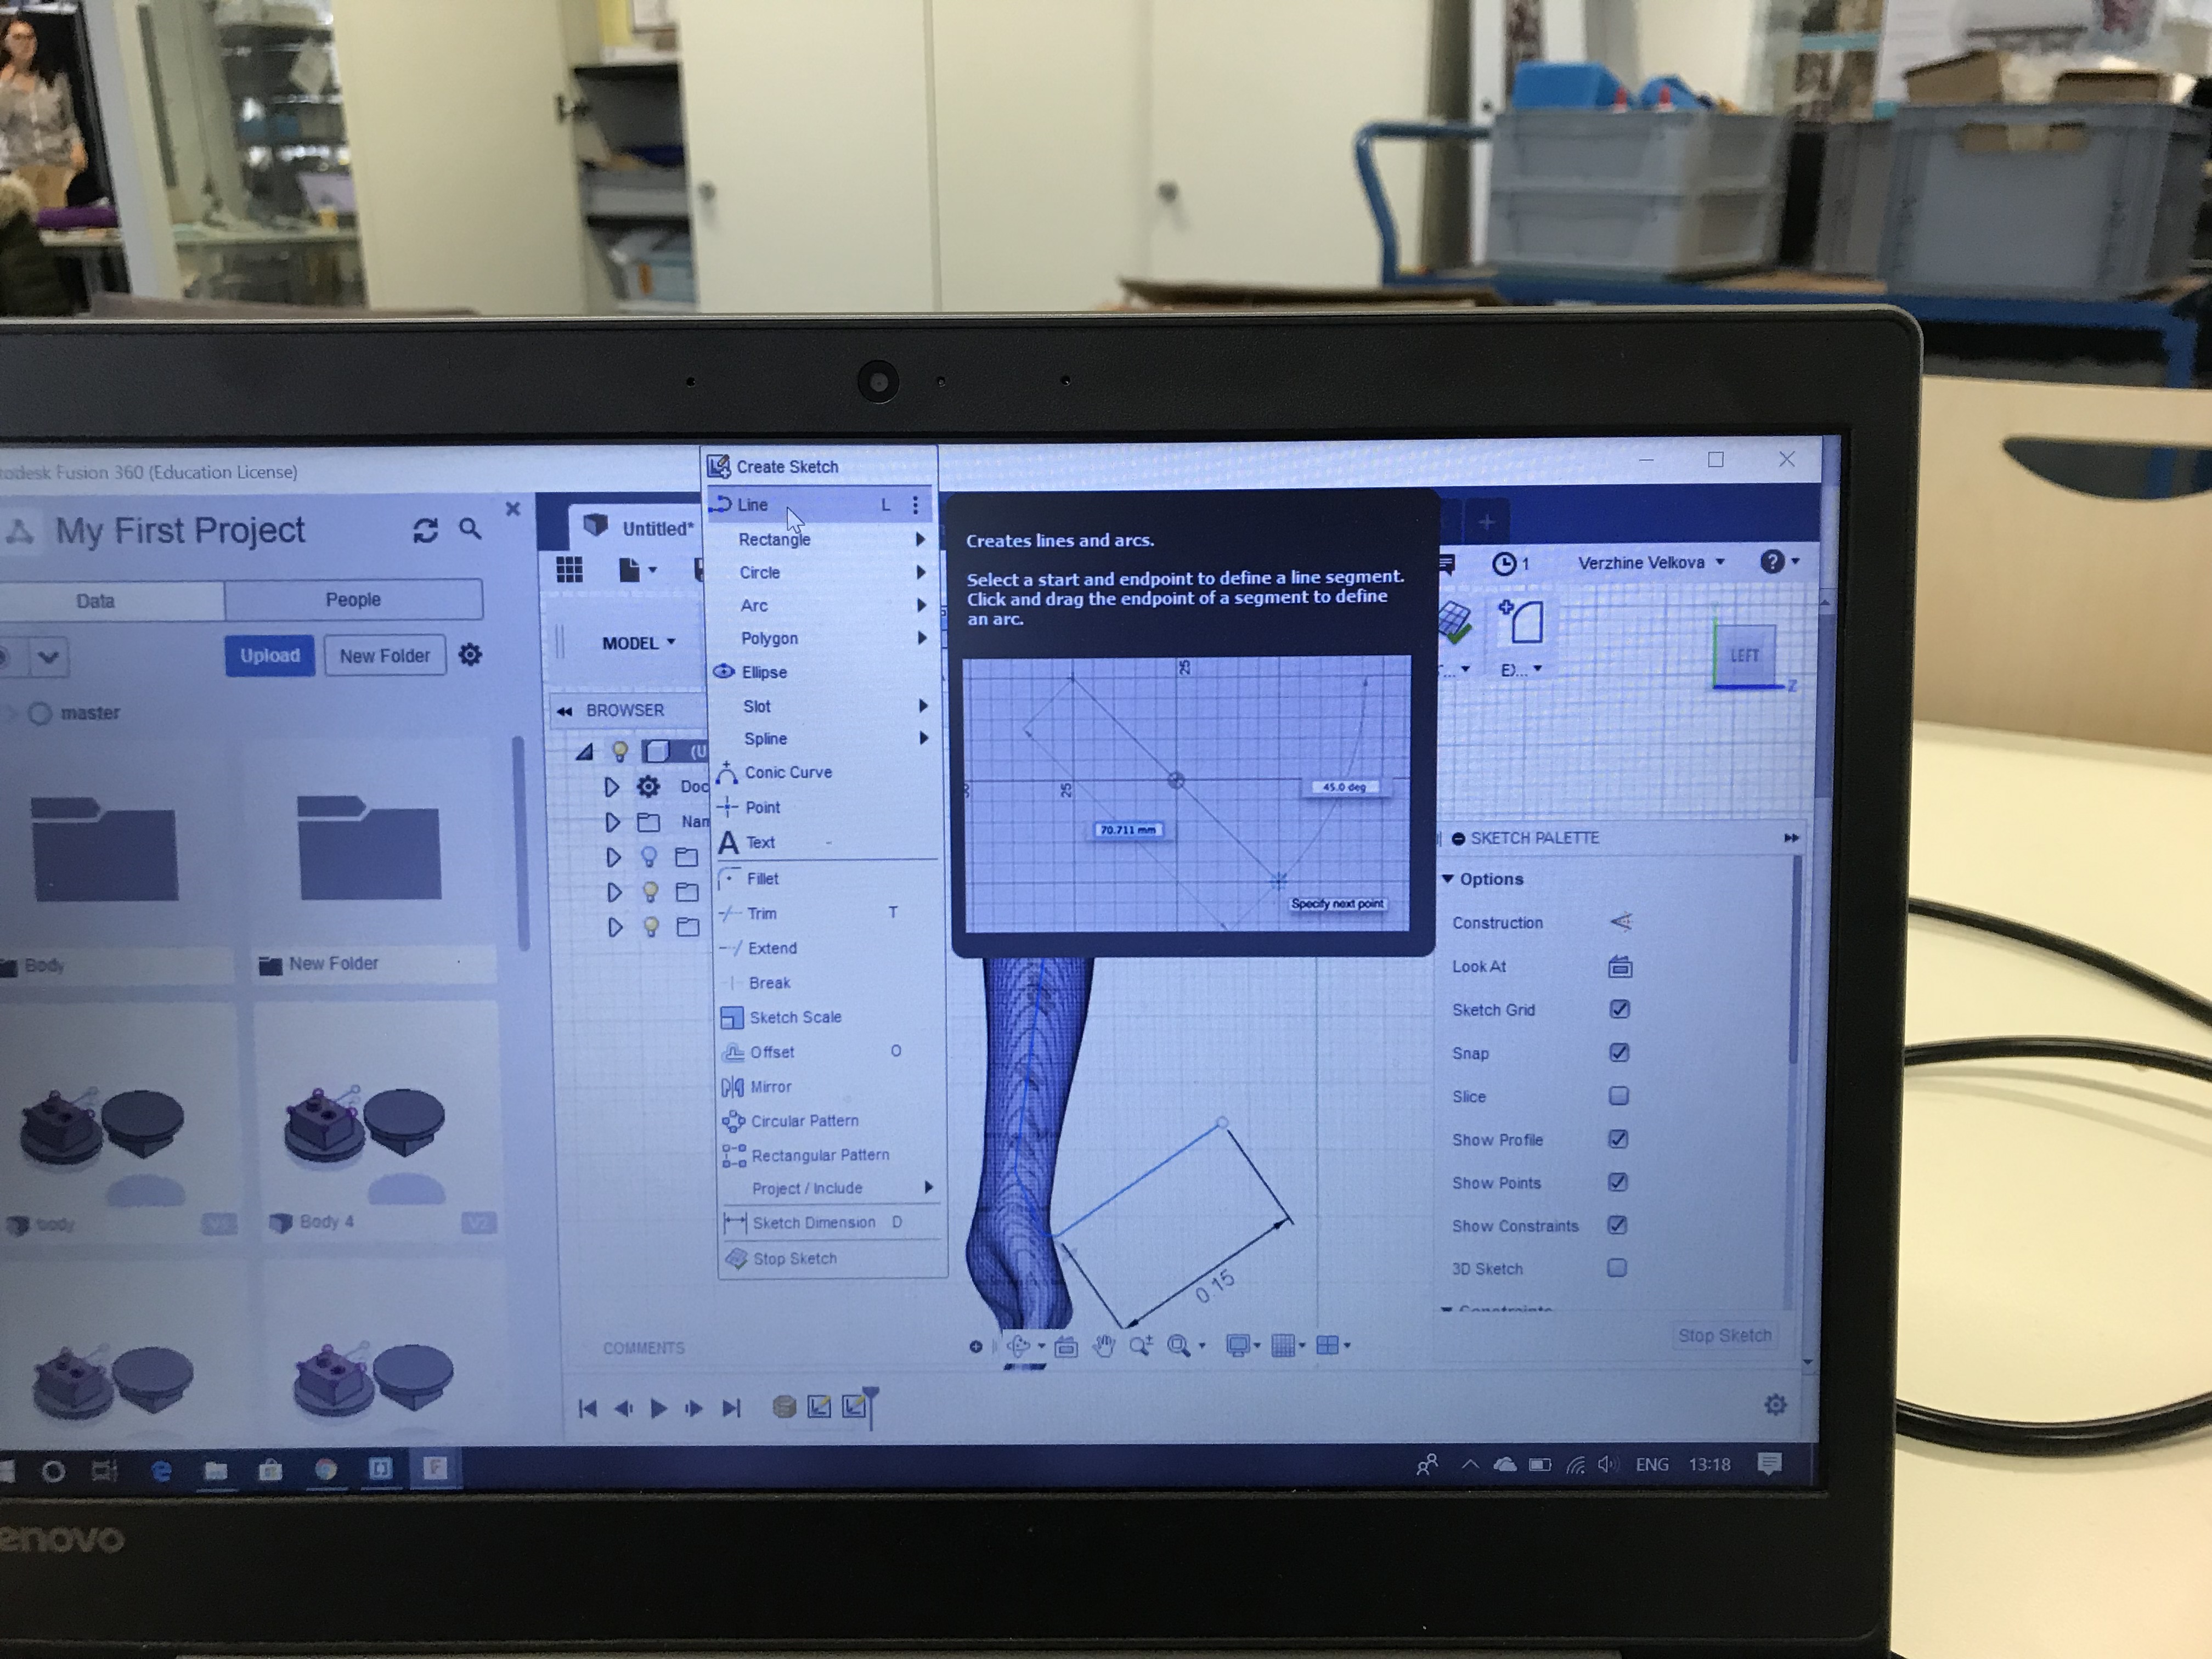 Autodesk Fusion 360 (Education License)
My First Project
Data
People
Upload
New Folder
master
Body
New Folder
body
Body 4
V2
Untitled*
MODEL
BROWSER
(U
Doc
Nam
COMMENTS
Create Sketch
Line L
Rectangle
Circle
Arc
Polygon
Ellipse
Slot
Spline
Conic Curve
Point
Text
Fillet
Trim T
Extend
Break
Sketch Scale
Offset O
Mirror
Circular Pattern
Rectangular Pattern
Project / Include
Sketch Dimension D
Stop Sketch
Creates lines and arcs.
Select a start and endpoint to define a line segment.
Click and drag the endpoint of a segment to define
an arc.
25
25
45.0 deg
70.711 mm
Specify next point
0.15
1
Verzhine Velkova
E)...
LEFT
Z
SKETCH PALETTE
Options
Construction
Look At
Sketch Grid
Snap
Slice
Show Profile
Show Points
Show Constraints
3D Sketch
Constraints
Stop Sketch
ENG 13:18
enovo